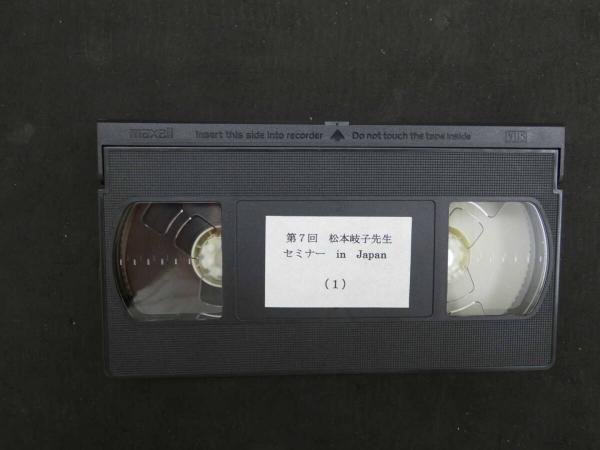 maxell Insert this side into recorder Do not touch the tape inside VHS
第７回 松本岐子先生
セミナー in Japan
（１）